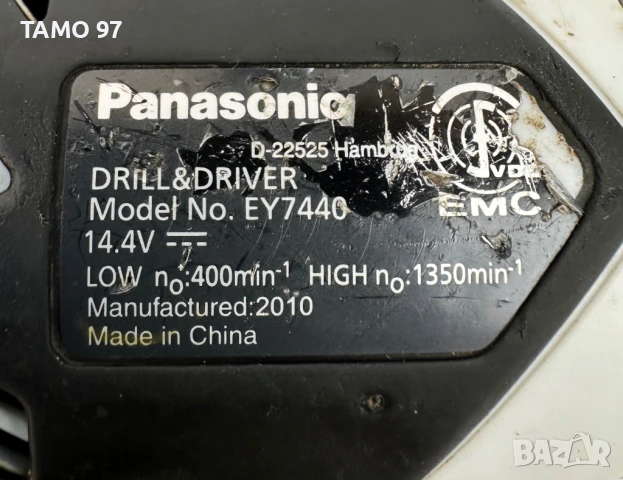 TAMO 97
Panasonic
D-22525 Hamburg
VDE
EMC
DRILL&DRIVER
Model No. EY7440
14.4V
LOW n₀:400min⁻¹ HIGH n₀:1350min⁻¹
Manufactured:2010
Made in China
BAZAR